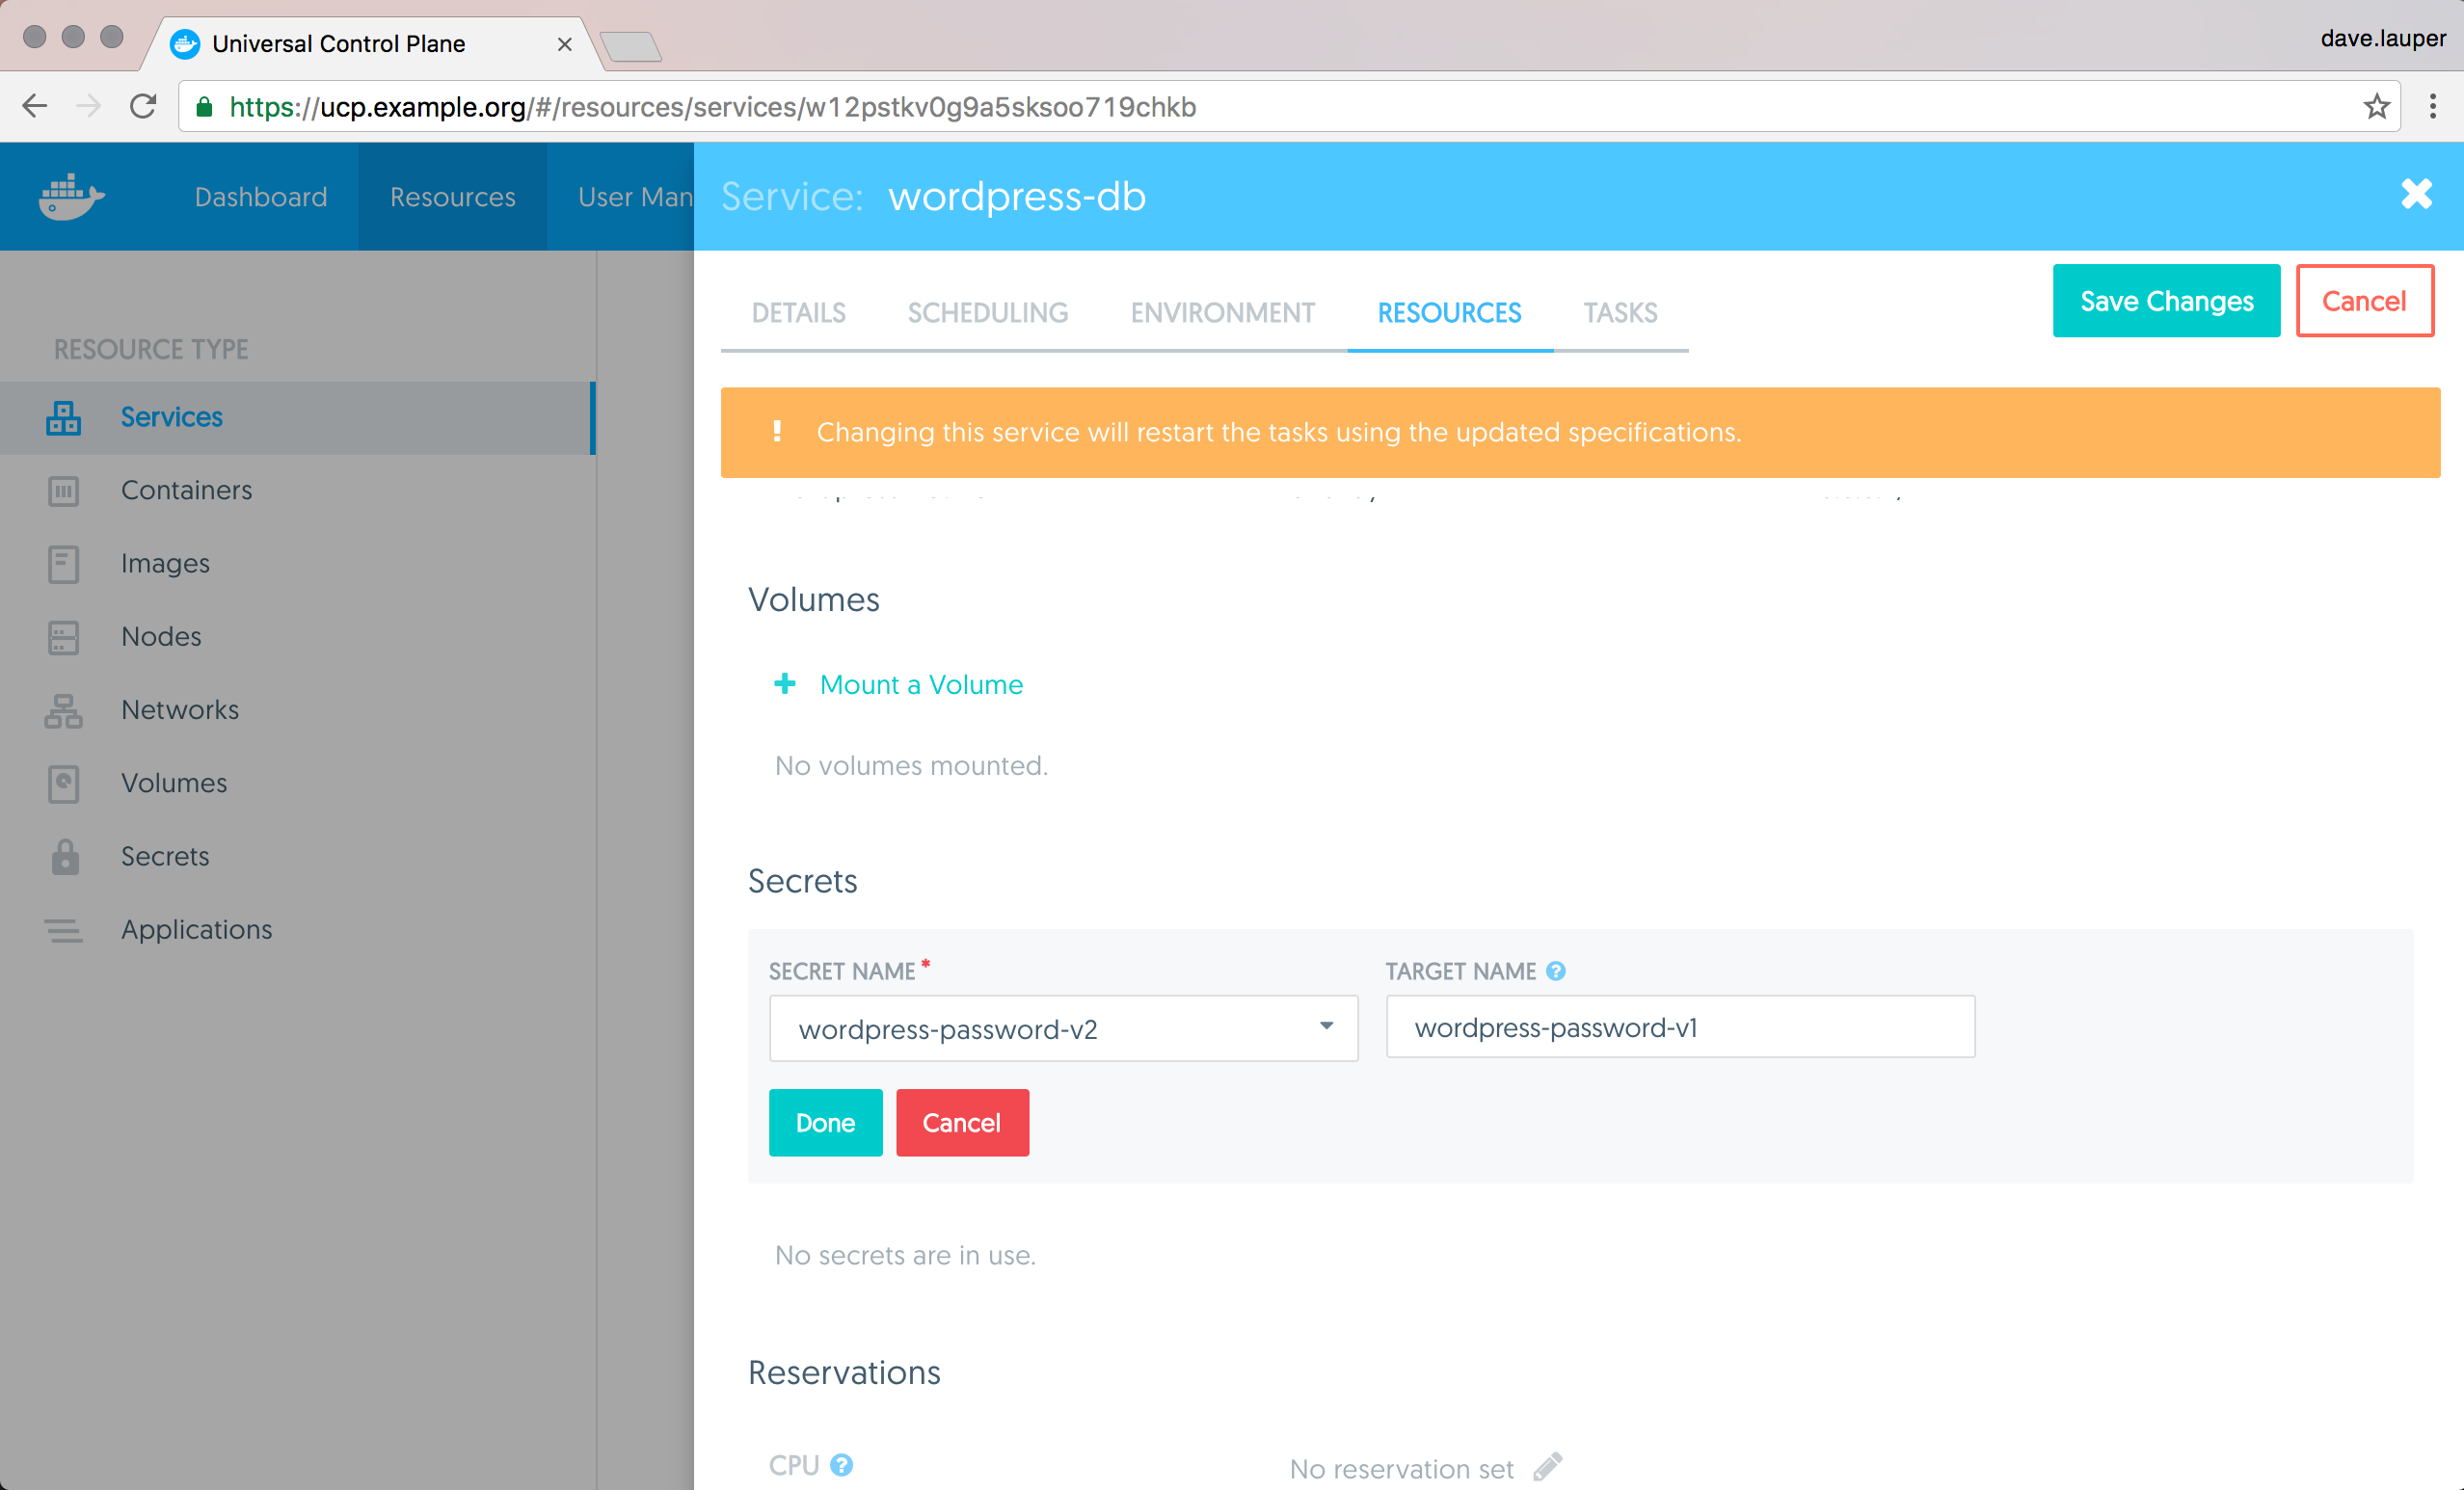 Universal Control Plane
dave.lauper
https://ucp.example.org/#/resources/services/w12pstkv0g9a5sksoo719chkb
Dashboard
Resources
User Man
Service: wordpress-db
DETAILS
SCHEDULING
ENVIRONMENT
RESOURCES
TASKS
Save Changes
Cancel
RESOURCE TYPE
Services
Containers
Images
Nodes
Networks
Volumes
Secrets
Applications
! Changing this service will restart the tasks using the updated specifications.
Volumes
+ Mount a Volume
No volumes mounted.
Secrets
SECRET NAME *
TARGET NAME ?
wordpress-password-v2
wordpress-password-v1
Done
Cancel
No secrets are in use.
Reservations
CPU ?
No reservation set